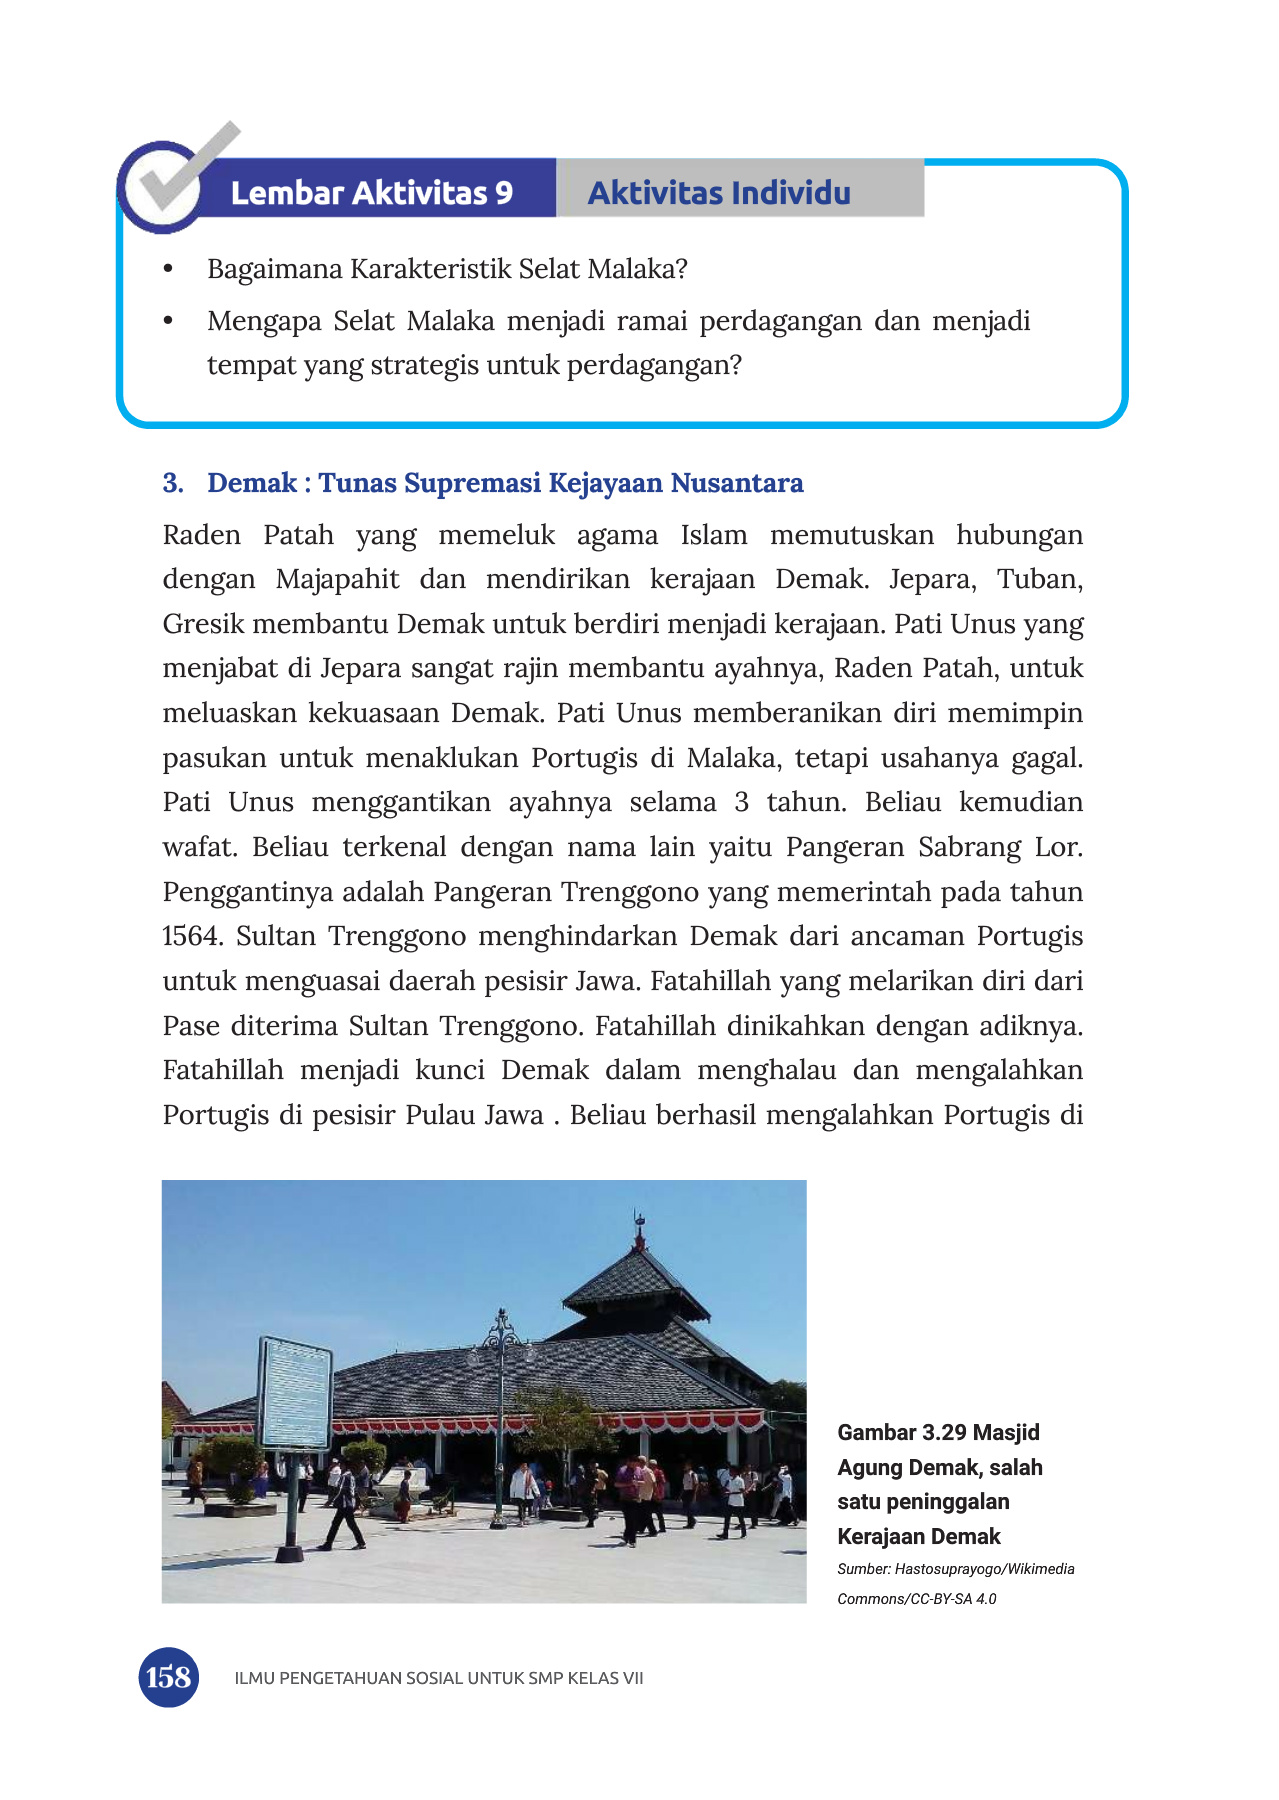 Lembar Aktivitas 9 Aktivitas Individu
• Bagaimana Karakteristik Selat Malaka?
• Mengapa Selat Malaka menjadi ramai perdagangan dan menjadi
tempat yang strategis untuk perdagangan?
3. Demak : Tunas Supremasi Kejayaan Nusantara
Raden Patah yang memeluk agama Islam memutuskan hubungan
dengan Majapahit dan mendirikan kerajaan Demak. Jepara, Tuban,
Gresik membantu Demak untuk berdiri menjadi kerajaan. Pati Unus yang
menjabat di Jepara sangat rajin membantu ayahnya, Raden Patah, untuk
meluaskan kekuasaan Demak. Pati Unus memberanikan diri memimpin
pasukan untuk menaklukan Portugis di Malaka, tetapi usahanya gagal.
Pati Unus menggantikan ayahnya selama 3 tahun. Beliau kemudian
wafat. Beliau terkenal dengan nama lain yaitu Pangeran Sabrang Lor.
Penggantinya adalah Pangeran Trenggono yang memerintah pada tahun
1564. Sultan Trenggono menghindarkan Demak dari ancaman Portugis
untuk menguasai daerah pesisir Jawa. Fatahillah yang melarikan diri dari
Pase diterima Sultan Trenggono. Fatahillah dinikahkan dengan adiknya.
Fatahillah menjadi kunci Demak dalam menghalau dan mengalahkan
Portugis di pesisir Pulau Jawa . Beliau berhasil mengalahkan Portugis di
Gambar 3.29 Masjid
Agung Demak, salah
satu peninggalan
Kerajaan Demak
Sumber: Hastosuprayogo/Wikimedia
Commons/CC-BY-SA 4.0
158 ILMU PENGETAHUAN SOSIAL UNTUK SMP KELAS VII